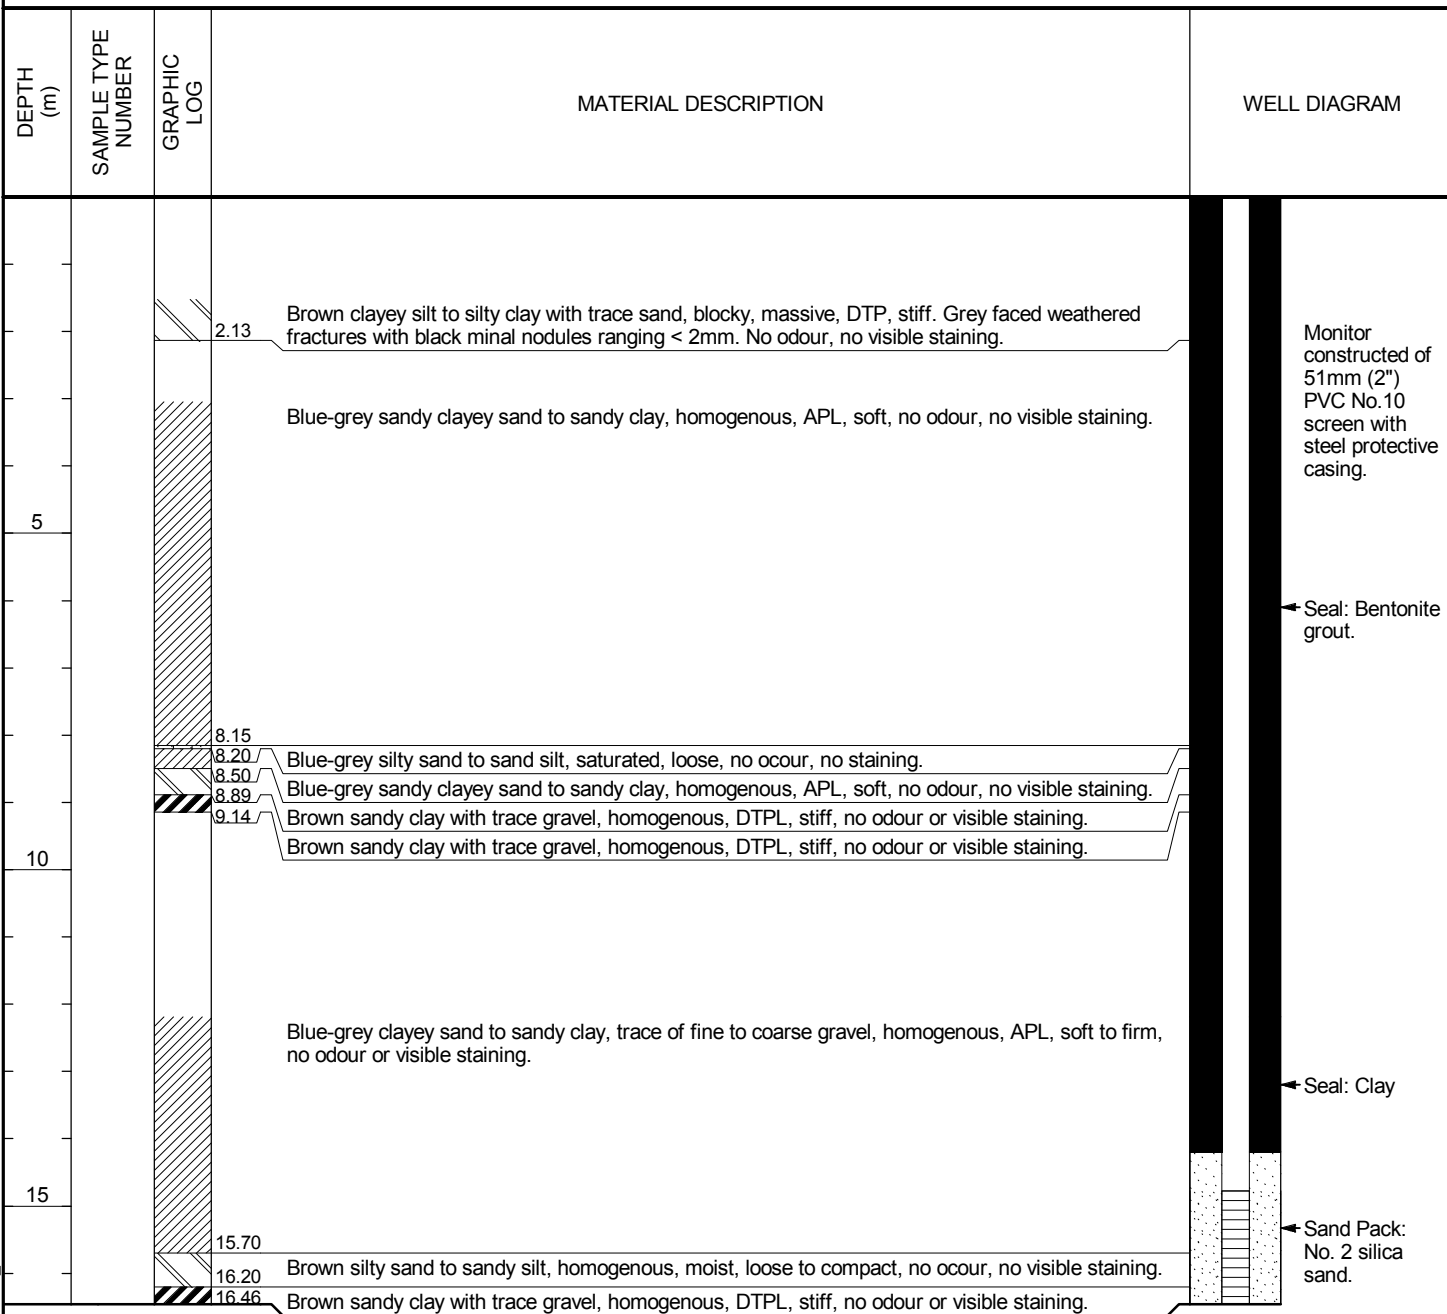 DEPTH
(m)
SAMPLE TYPE
NUMBER
GRAPHIC
LOG
MATERIAL DESCRIPTION
WELL DIAGRAM
Brown clayey silt to silty clay with trace sand, blocky, massive, DTP, stiff. Grey faced weathered
2.13
fractures with black minal nodules ranging < 2mm. No odour, no visible staining.
Monitor
constructed of
51mm (2")
PVC No.10
screen with
steel protective
casing.
Blue-grey sandy clayey sand to sandy clay, homogenous, APL, soft, no odour, no visible staining.
5
Seal: Bentonite
grout.
8.15
8.20
Blue-grey silty sand to sand silt, saturated, loose, no ocour, no staining.
8.50
Blue-grey sandy clayey sand to sandy clay, homogenous, APL, soft, no odour, no visible staining.
8.89
Brown sandy clay with trace gravel, homogenous, DTPL, stiff, no odour or visible staining.
9.14
Brown sandy clay with trace gravel, homogenous, DTPL, stiff, no odour or visible staining.
10
Blue-grey clayey sand to sandy clay, trace of fine to coarse gravel, homogenous, APL, soft to firm,
no odour or visible staining.
Seal: Clay
15
Sand Pack:
No. 2 silica
sand.
15.70
Brown silty sand to sandy silt, homogenous, moist, loose to compact, no ocour, no visible staining.
16.20
16.46
Brown sandy clay with trace gravel, homogenous, DTPL, stiff, no odour or visible staining.